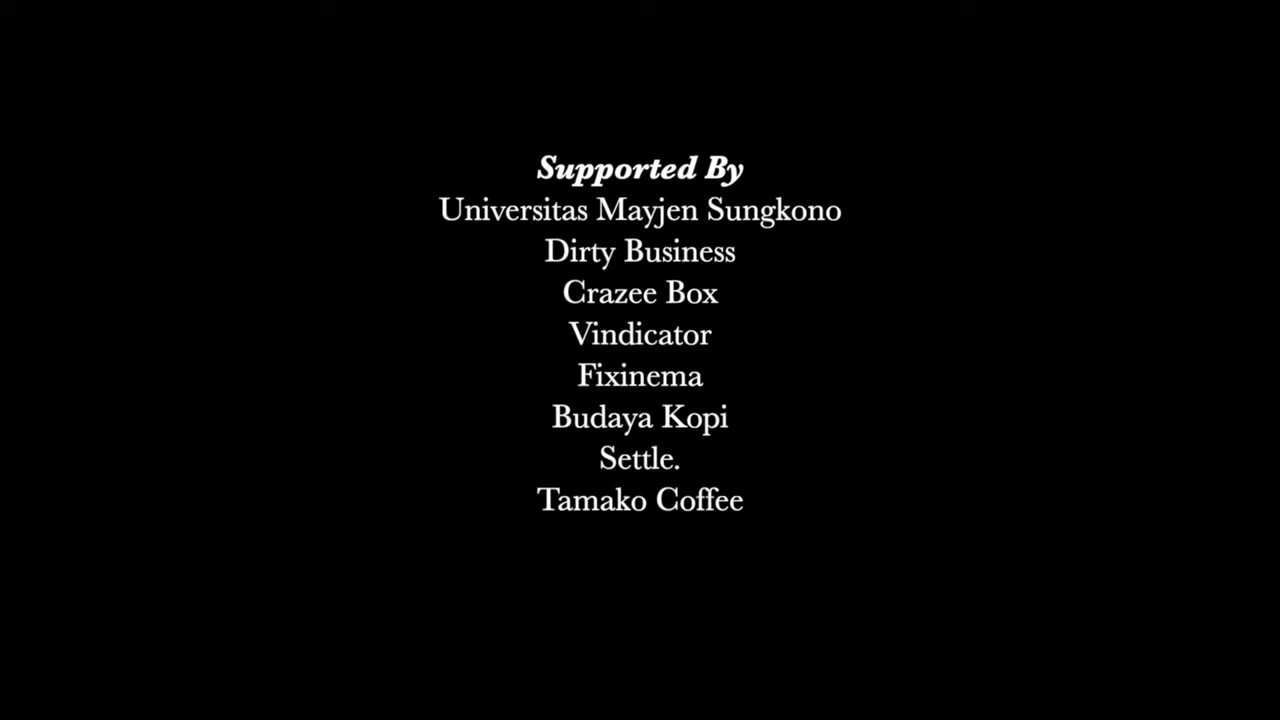 Supported By
Universitas Mayjen Sungkono
Dirty Business
Crazee Box
Vindicator
Fixinema
Budaya Kopi
Settle.
Tamako Coffee